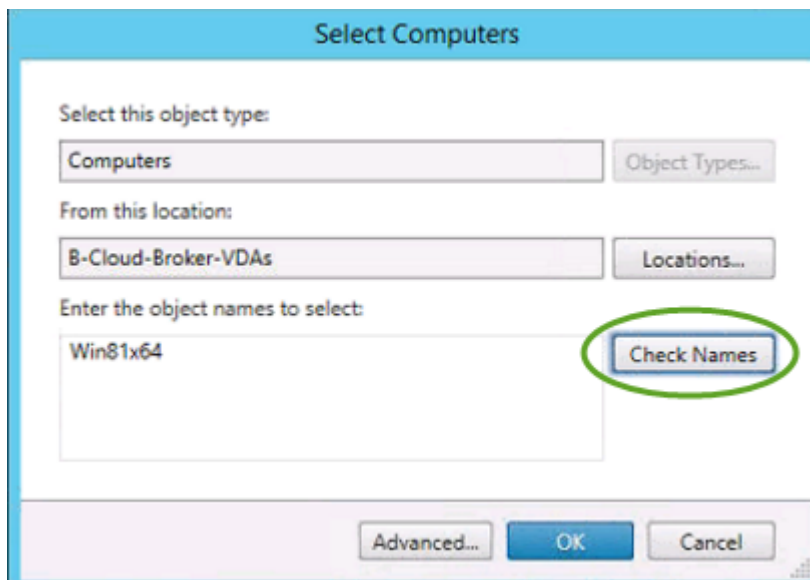 Select Computers
Select this object type:
Computers
Object Types...
From this location:
B-Cloud-Broker-VDAs
Locations...
Enter the object names to select:
Win81x64
Check Names
Advanced...
OK
Cancel